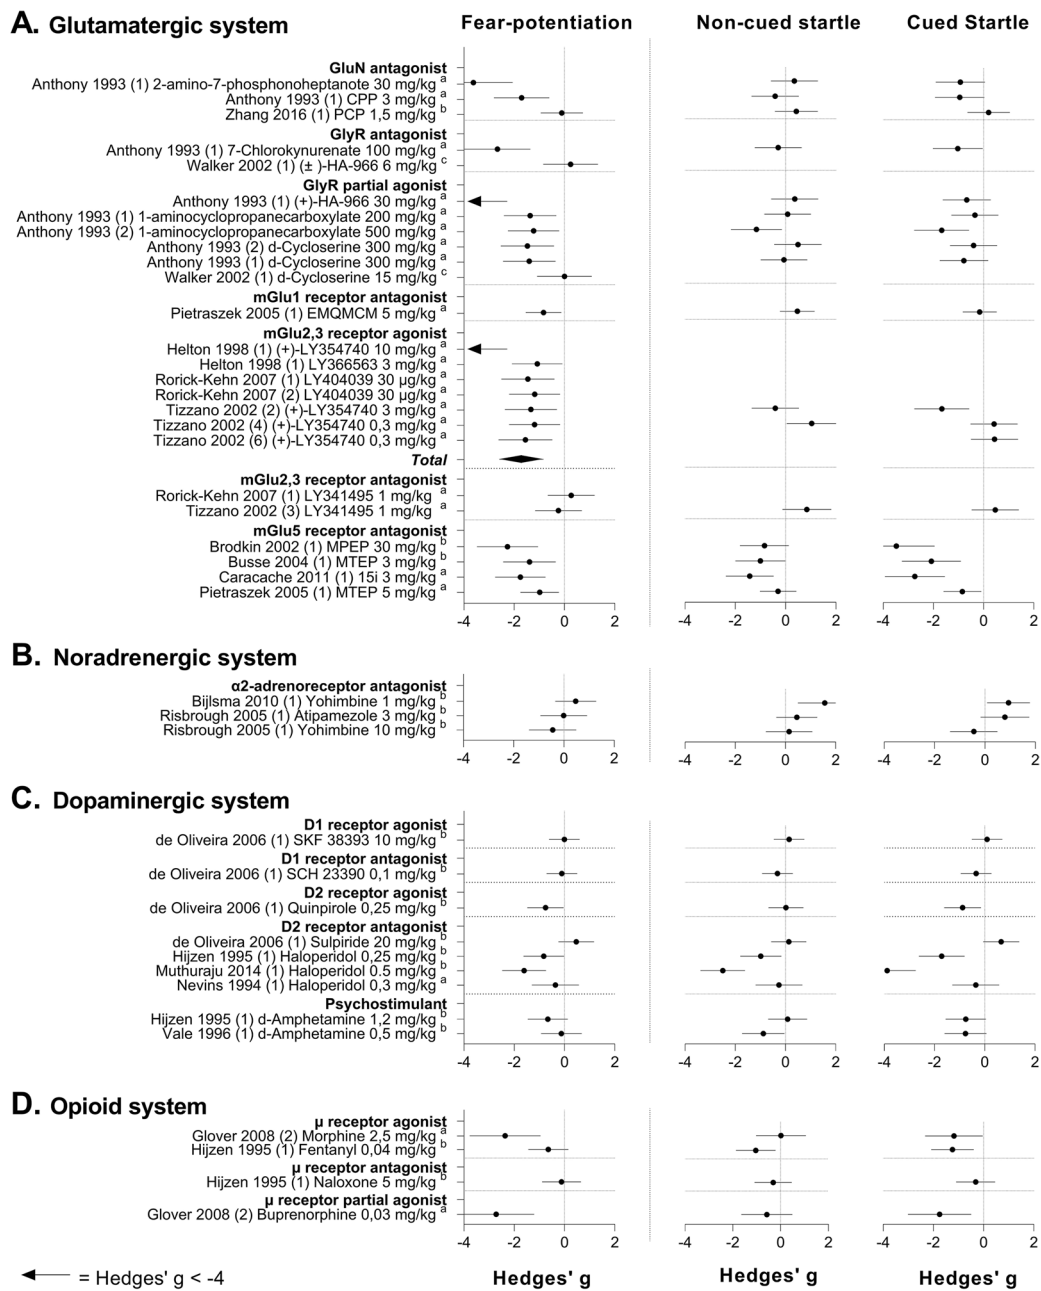 A. Glutamatergic system
Fear-potentiation Non-cued startle Cued Startle
GluN antagonist
Anthony 1993 (1) 2-amino-7-phosphonoheptanote 30 mg/kg a
Anthony 1993 (1) CPP 3 mg/kg a
Zhang 2016 (1) PCP 1,5 mg/kg b
GlyR antagonist
Anthony 1993 (1) 7-Chlorokynurenate 100 mg/kg a
Walker 2002 (1) (± )-HA-966 6 mg/kg c
GlyR partial agonist
Anthony 1993 (1) (+)-HA-966 30 mg/kg a
Anthony 1993 (1) 1-aminocyclopropanecarboxylate 200 mg/kg a
Anthony 1993 (2) 1-aminocyclopropanecarboxylate 500 mg/kg a
Anthony 1993 (2) d-Cycloserine 300 mg/kg a
Anthony 1993 (1) d-Cycloserine 300 mg/kg a
Walker 2002 (1) d-Cycloserine 15 mg/kg c
mGlu1 receptor antagonist
Pietraszek 2005 (1) EMQMCM 5 mg/kg a
mGlu2,3 receptor agonist
Helton 1998 (1) (+)-LY354740 10 mg/kg a
Helton 1998 (1) LY366563 3 mg/kg a
Rorick-Kehn 2007 (1) LY404039 30 µg/kg a
Rorick-Kehn 2007 (2) LY404039 30 µg/kg a
Tizzano 2002 (2) (+)-LY354740 3 mg/kg a
Tizzano 2002 (4) (+)-LY354740 0,3 mg/kg a
Tizzano 2002 (6) (+)-LY354740 0,3 mg/kg a
Total
mGlu2,3 receptor antagonist
Rorick-Kehn 2007 (1) LY341495 1 mg/kg a
Tizzano 2002 (3) LY341495 1 mg/kg a
mGlu5 receptor antagonist
Brodkin 2002 (1) MPEP 30 mg/kg b
Busse 2004 (1) MTEP 3 mg/kg b
Caracache 2011 (1) 15i 3 mg/kg a
Pietraszek 2005 (1) MTEP 5 mg/kg a
-4 -2 0 2 -4 -2 0 2 -4 -2 0 2
B. Noradrenergic system
α2-adrenoreceptor antagonist
Bijlsma 2010 (1) Yohimbine 1 mg/kg b
Risbrough 2005 (1) Atipamezole 3 mg/kg b
Risbrough 2005 (1) Yohimbine 10 mg/kg b
-4 -2 0 2 -4 -2 0 2 -4 -2 0 2
C. Dopaminergic system
D1 receptor agonist
de Oliveira 2006 (1) SKF 38393 10 mg/kg b
D1 receptor antagonist
de Oliveira 2006 (1) SCH 23390 0,1 mg/kg b
D2 receptor agonist
de Oliveira 2006 (1) Quinpirole 0,25 mg/kg b
D2 receptor antagonist
de Oliveira 2006 (1) Sulpiride 20 mg/kg b
Hijzen 1995 (1) Haloperidol 0,25 mg/kg b
Muthuraju 2014 (1) Haloperidol 0.5 mg/kg b
Nevins 1994 (1) Haloperidol 0,3 mg/kg a
Psychostimulant
Hijzen 1995 (1) d-Amphetamine 1,2 mg/kg b
Vale 1996 (1) d-Amphetamine 0,5 mg/kg b
-4 -2 0 2 -4 -2 0 2 -4 -2 0 2
D. Opioid system
µ receptor agonist
Glover 2008 (2) Morphine 2,5 mg/kg a
Hijzen 1995 (1) Fentanyl 0,04 mg/kg b
µ receptor antagonist
Hijzen 1995 (1) Naloxone 5 mg/kg b
µ receptor partial agonist
Glover 2008 (2) Buprenorphine 0,03 mg/kg a
-4 -2 0 2 -4 -2 0 2 -4 -2 0 2
= Hedges' g < -4 Hedges' g Hedges' g Hedges' g